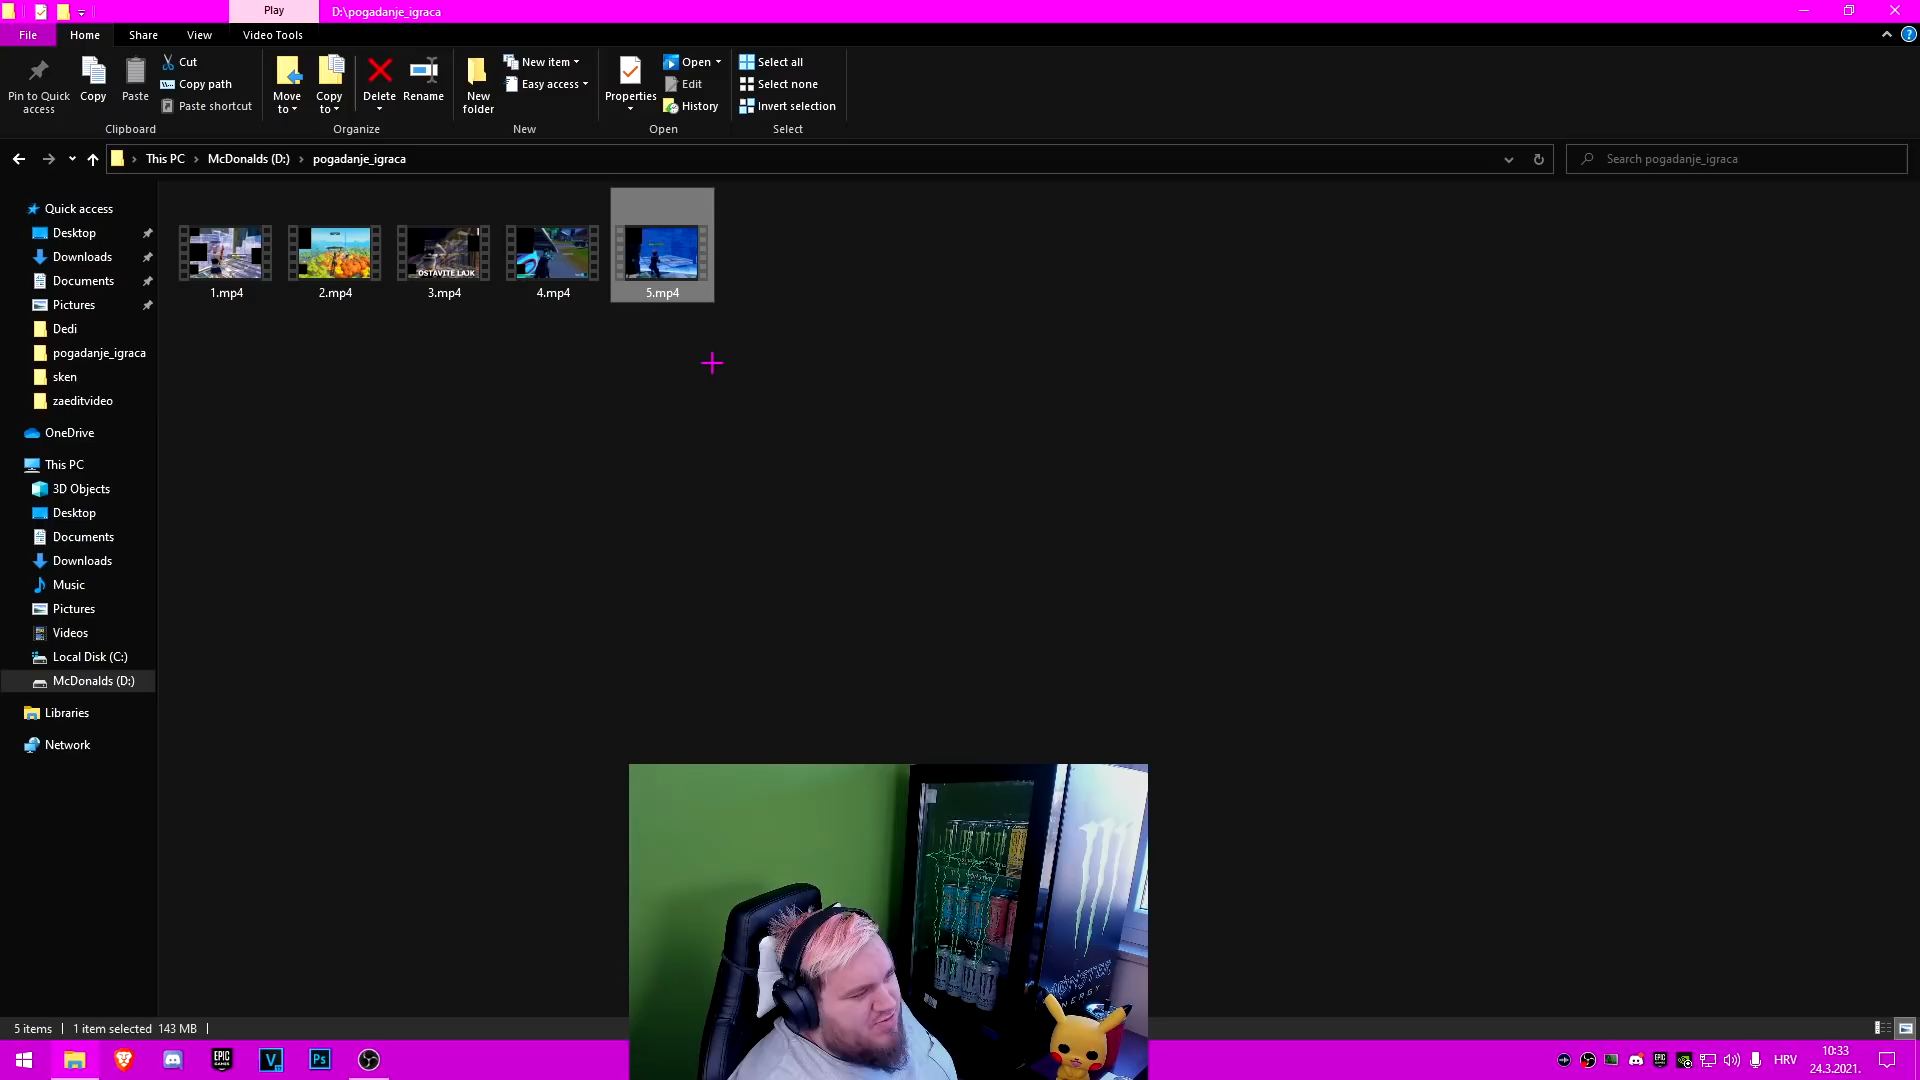 Play
D:\pogadanje_igraca
File
Home
Share
View
Video Tools
Pin to Quick access
Copy
Paste
Cut
Copy path
Paste shortcut
Clipboard
Move to
Copy to
Delete
Rename
Organize
New folder
New item
Easy access
New
Properties
Open
Edit
History
Open
Select all
Select none
Invert selection
Select
This PC
McDonalds (D:)
pogadanje_igraca
Search pogadanje_igraca
Quick access
Desktop
Downloads
Documents
Pictures
Dedi
pogadanje_igraca
sken
zaeditvideo
OneDrive
This PC
3D Objects
Desktop
Documents
Downloads
Music
Pictures
Videos
Local Disk (C:)
McDonalds (D:)
Libraries
Network
OSTAVITE LAJK
1.mp4
2.mp4
3.mp4
4.mp4
5.mp4
5 items
1 item selected 143 MB
EPIC GAMES
V
Ps
HRV
10:33
24.3.2021.